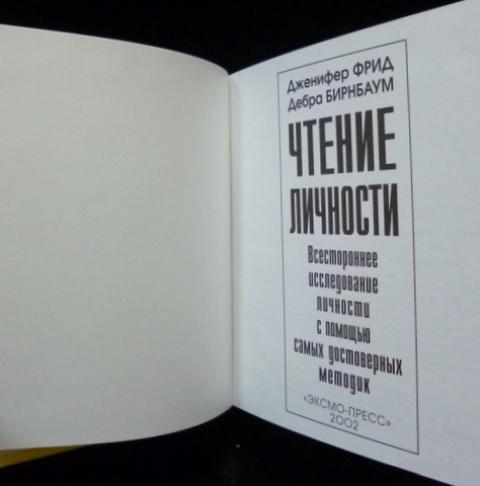 Дженифер ФРИД
Дебра БИРНБАУМ
ЧТЕНИЕ
ЛИЧНОСТИ
Всестороннее
исследование
личности
с помощью
самых достоверных
методик
«ЭКСМО-ПРЕСС»
2002